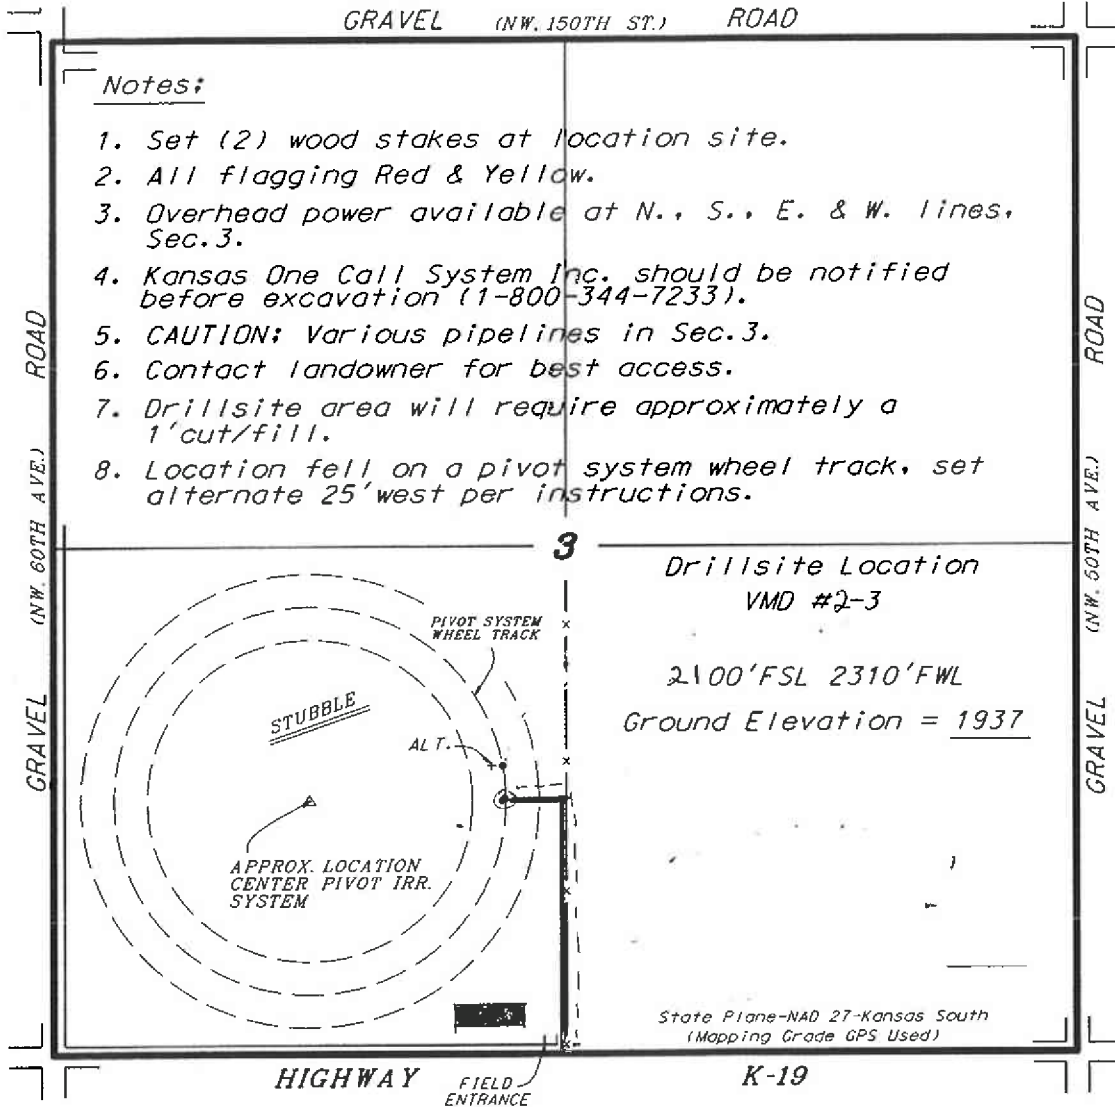 GRAVEL (NW. 150TH ST.) ROAD
Notes:
1. Set (2) wood stakes at location site.
2. All flagging Red & Yellow.
3. Overhead power available at N., S., E. & W. lines,
Sec.3.
4. Kansas One Call System Inc. should be notified
before excavation (1-800-344-7233).
5. CAUTION: Various pipelines in Sec.3.
6. Contact landowner for best access.
7. Drillsite area will require approximately a
1'cut/fill.
8. Location fell on a pivot system wheel track, set
alternate 25'west per instructions.
GRAVEL (NW. 60TH AVE.) ROAD
GRAVEL (NW. 50TH AVE.) ROAD
3
Drillsite Location
VMD #2-3
2100'FSL 2310'FWL
Ground Elevation = 1937
PIVOT SYSTEM
WHEEL TRACK
STUBBLE
ALT.
APPROX. LOCATION
CENTER PIVOT IRR.
SYSTEM
State Plane-NAD 27-Kansas South
(Mapping Grade GPS Used)
HIGHWAY K-19
FIELD
ENTRANCE